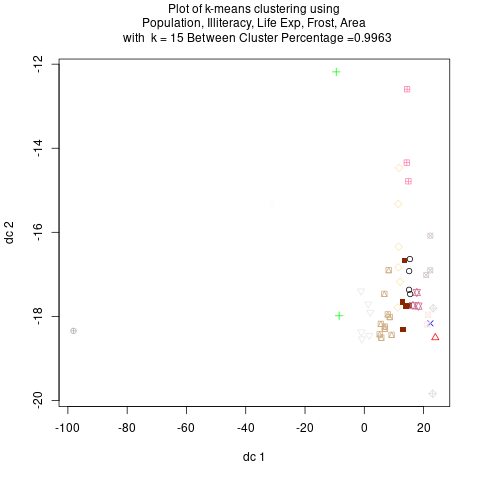 Plot of k-means clustering using
Population, Illiteracy, Life Exp, Frost, Area
with k = 15 Between Cluster Percentage =0.9963
-12
-14
-16
-18
-20
dc 2
-100
-80
-60
-40
-20
0
20
dc 1